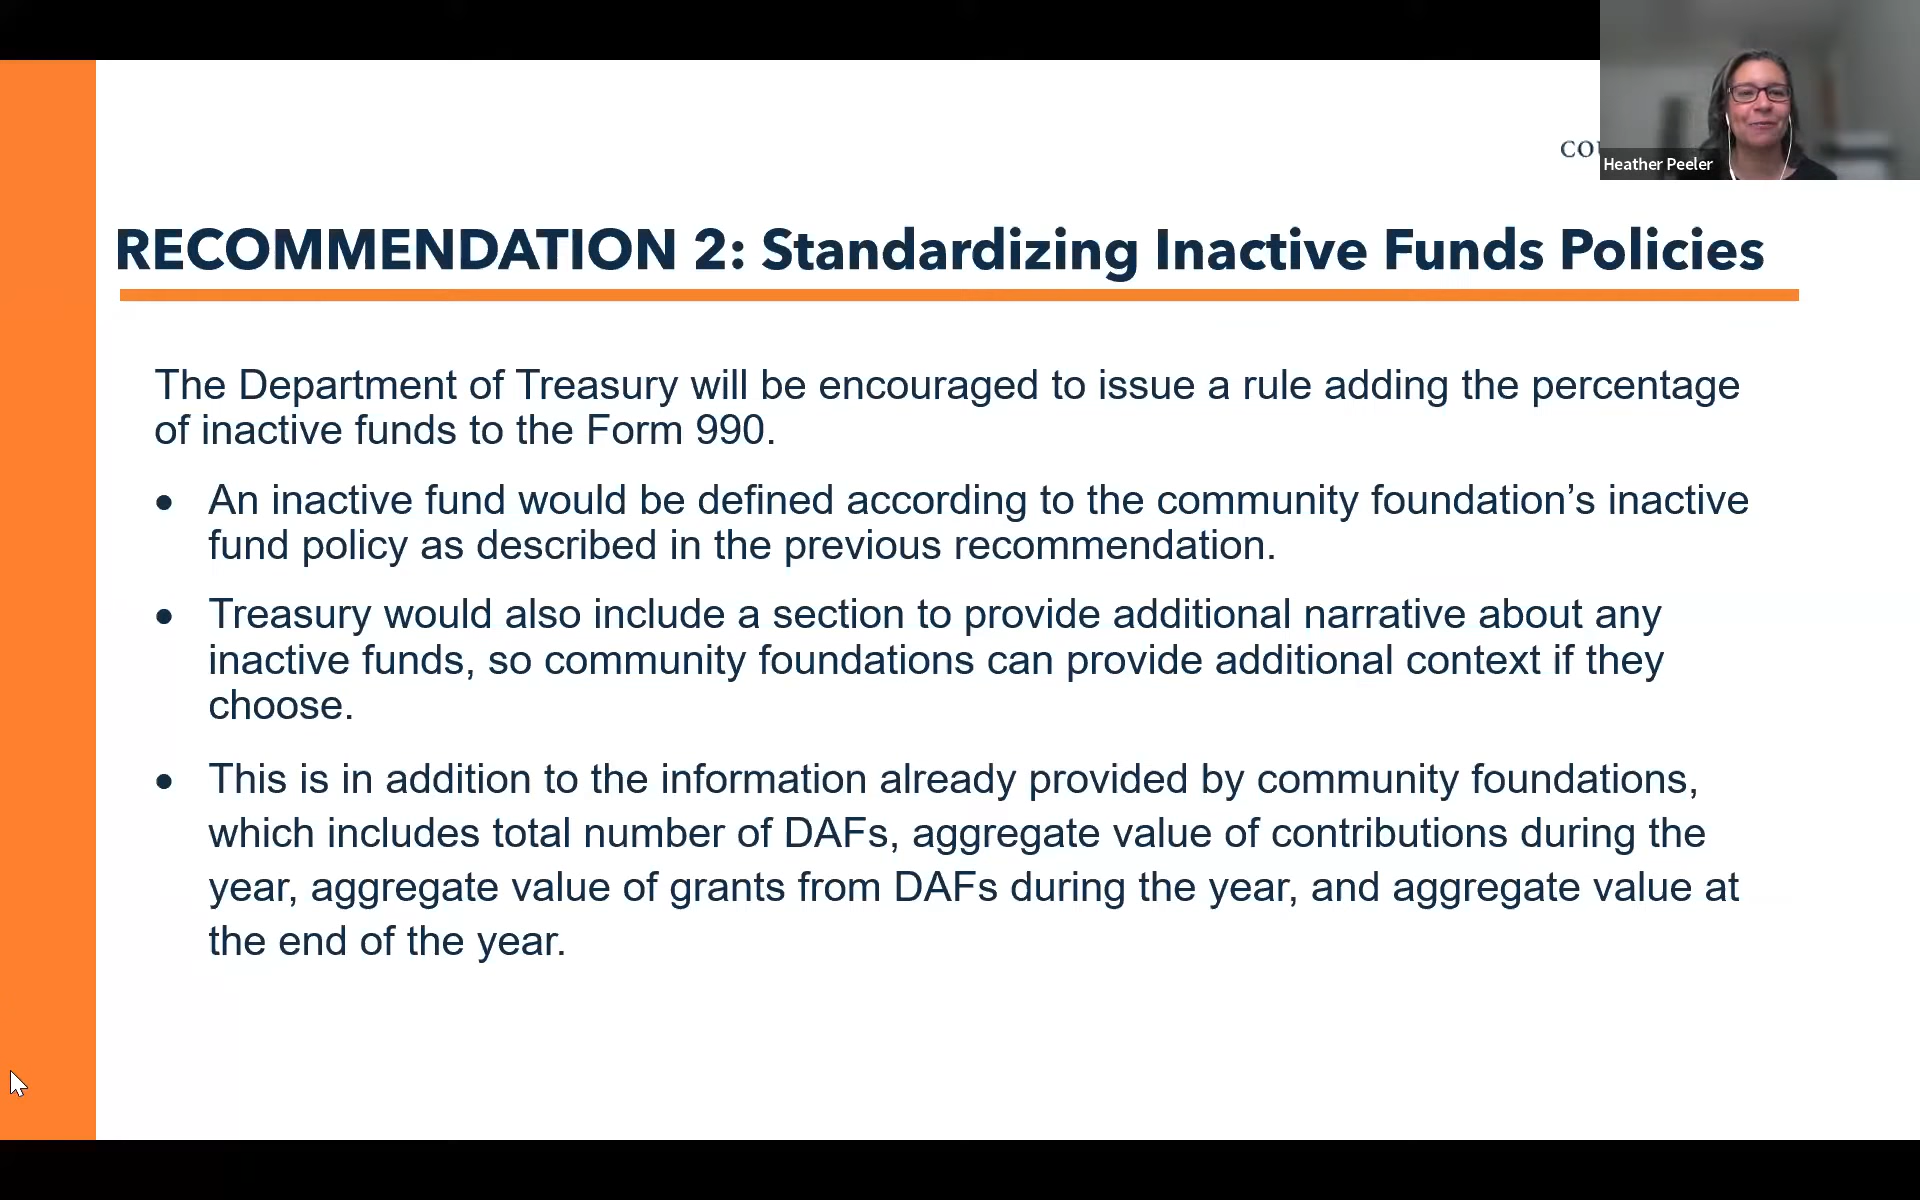 COU
Heather Peeler
RECOMMENDATION 2: Standardizing Inactive Funds Policies
The Department of Treasury will be encouraged to issue a rule adding the percentage
of inactive funds to the Form 990.
• An inactive fund would be defined according to the community foundation’s inactive
fund policy as described in the previous recommendation.
• Treasury would also include a section to provide additional narrative about any
inactive funds, so community foundations can provide additional context if they
choose.
• This is in addition to the information already provided by community foundations,
which includes total number of DAFs, aggregate value of contributions during the
year, aggregate value of grants from DAFs during the year, and aggregate value at
the end of the year.